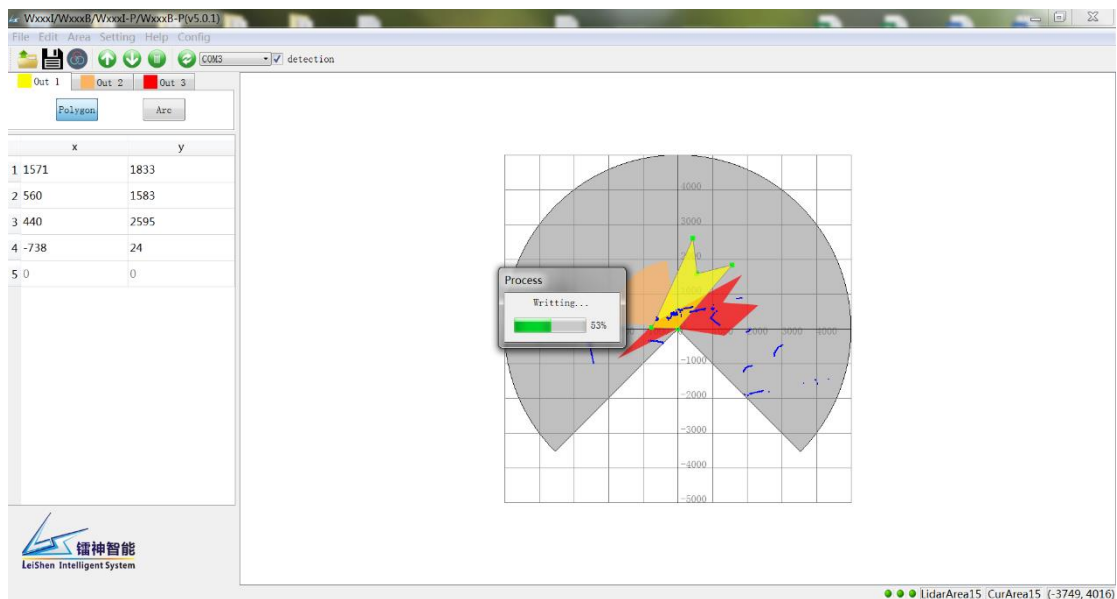 WxxxI/WxxxB/WxxxI-P/WxxxB-P(v5.0.1)
File Edit Area Setting Help Config
COM3 detection
Out 1 Out 2 Out 3
Polygon Arc
x y
1 1571 1833
2 560 1583
3 440 2595
4 -738 24
5 0 0
4000
3000
Process
Writting...
53%
3000 4000
-1000
-2000
-3000
-4000
-5000
镭神智能
LeiShen Intelligent System
LidarArea15 CurArea15 (-3749, 4016)